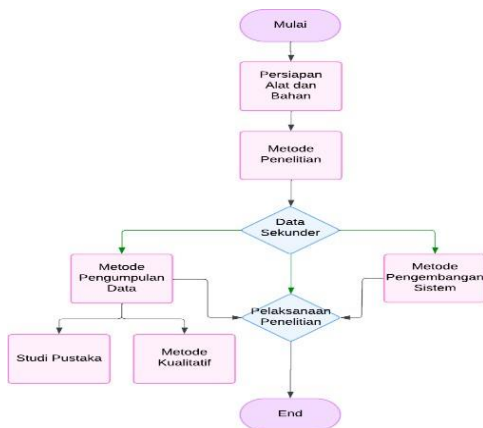 Mulai
Persiapan
Alat dan
Bahan
Metode
Penelitian
Data
Sekunder
Metode
Pengumpulan
Data
Metode
Pengembangan
Sistem
Pelaksanaan
Penelitian
Studi Pustaka
Metode
Kualitatif
End